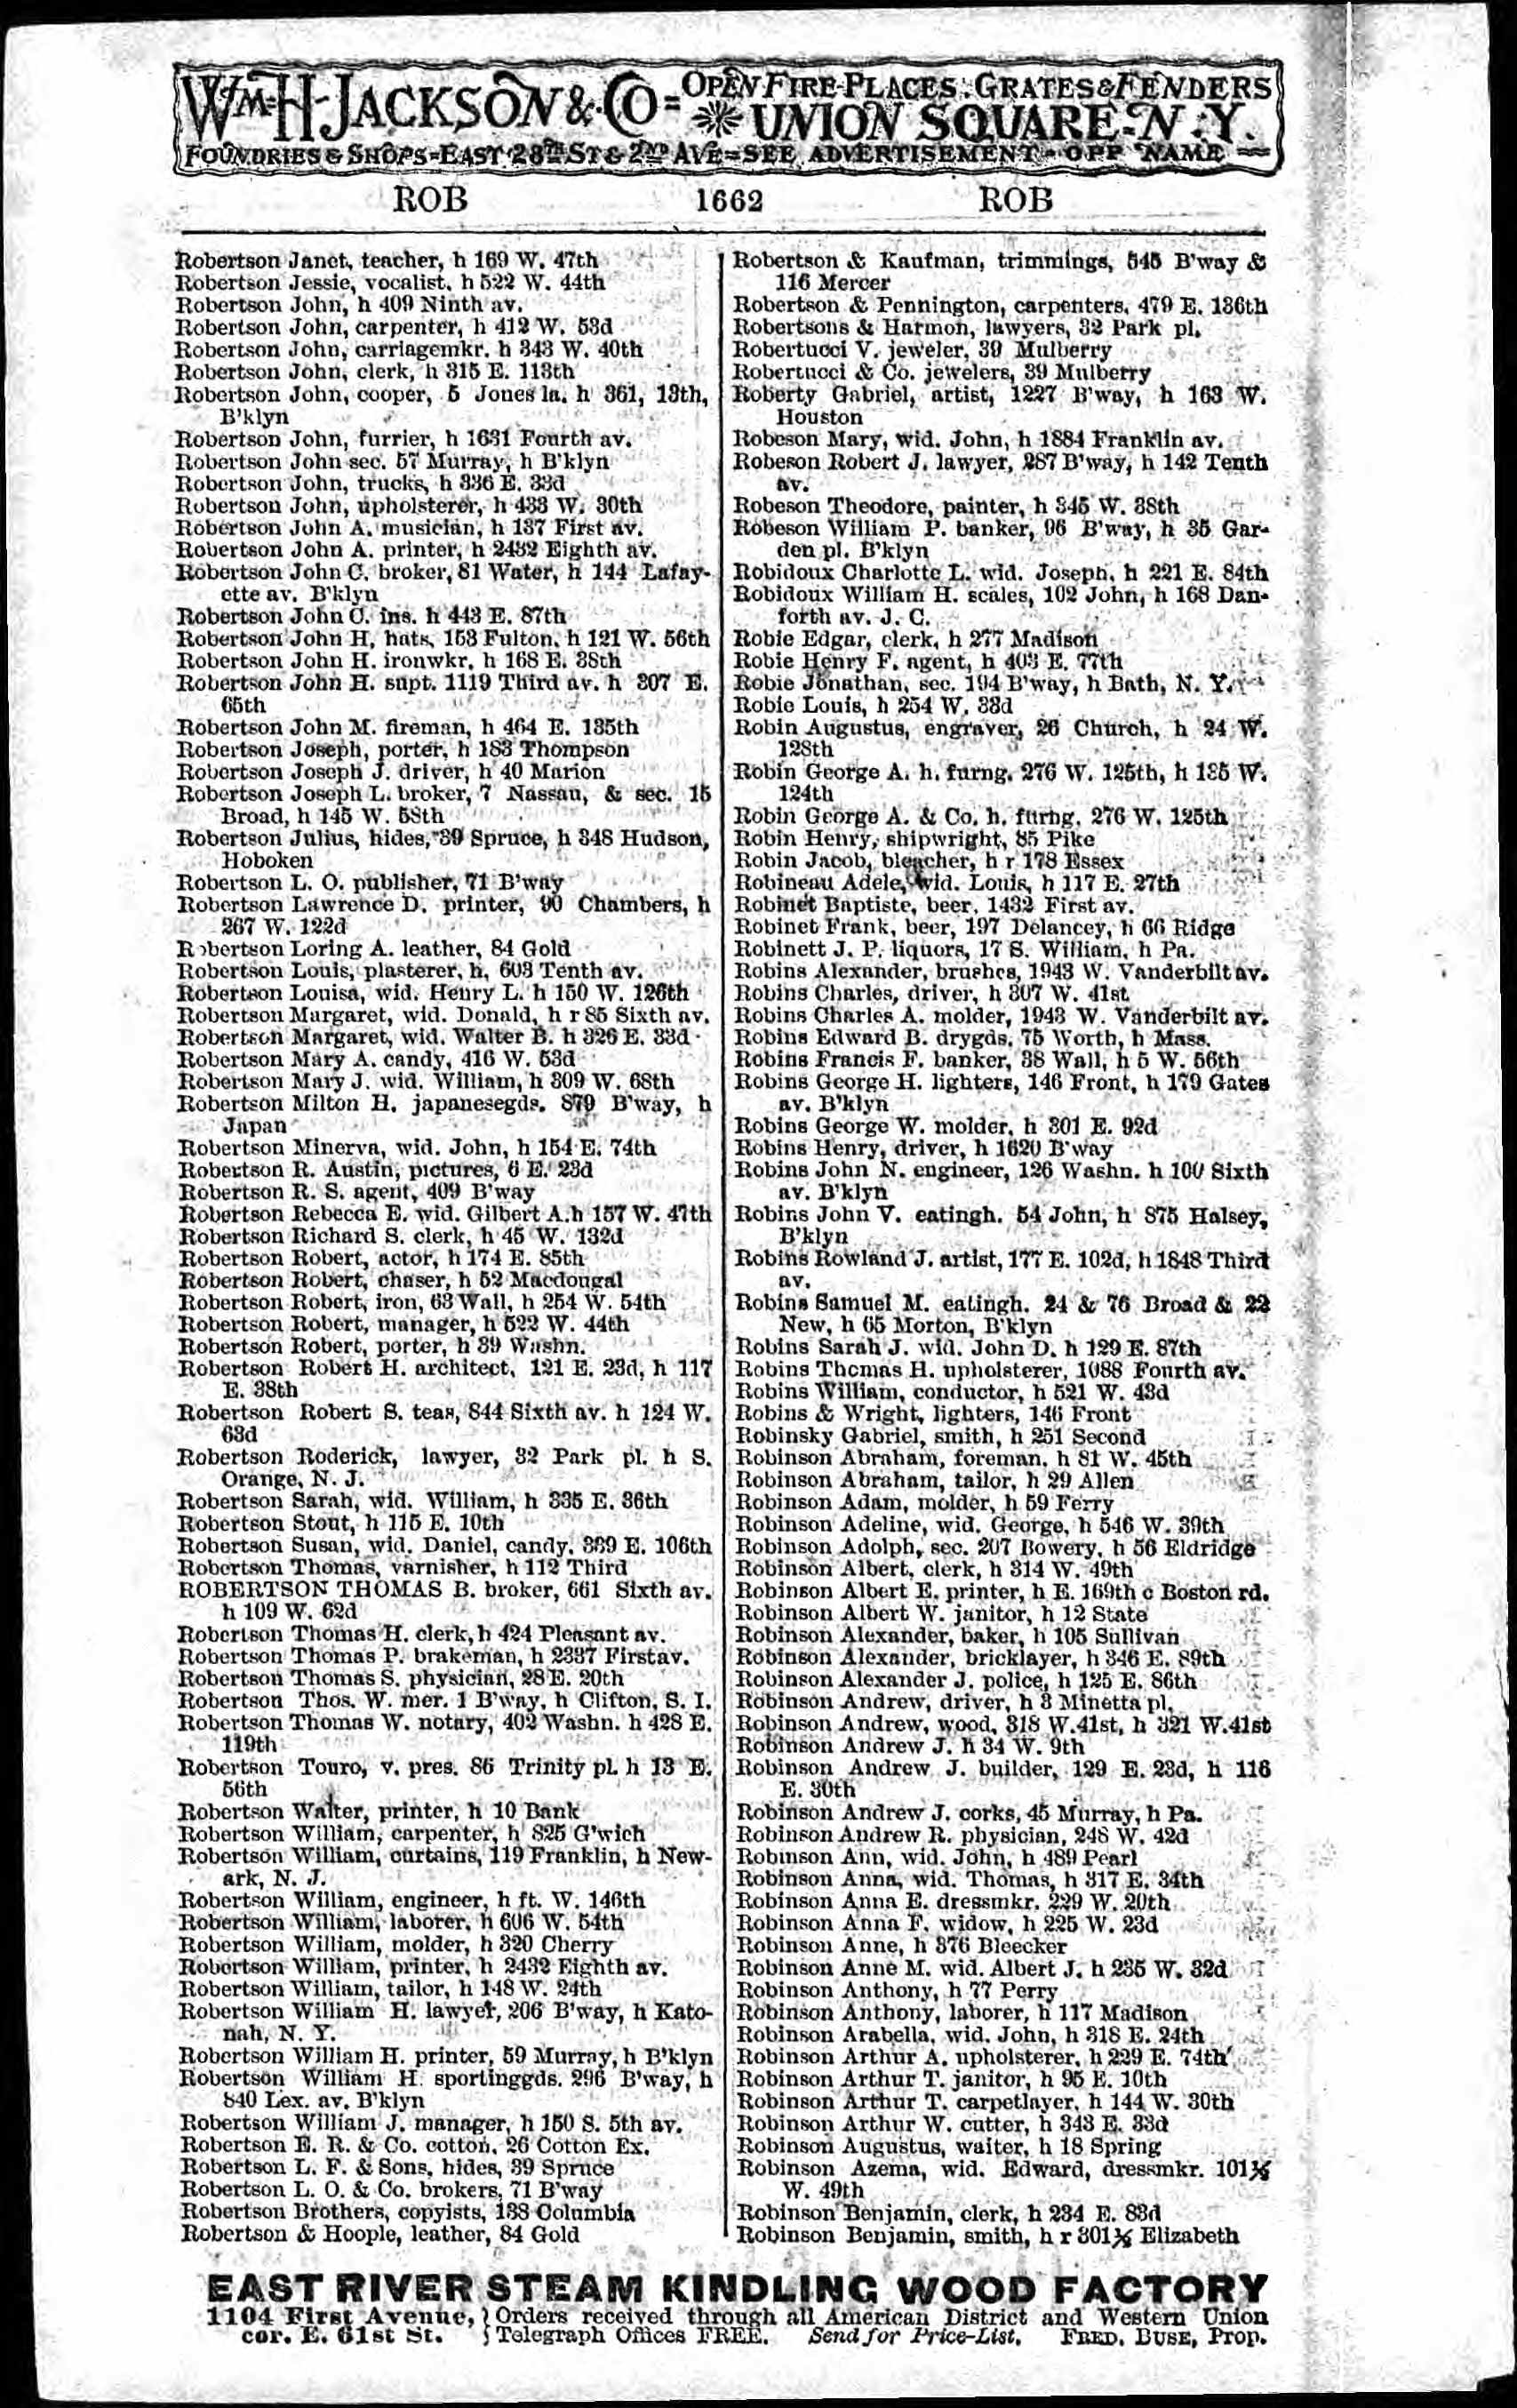 Wm. H. JACKSON & CO = OPEN FIRE-PLACES, GRATES & FENDERS
UNION SQUARE - N.Y.
FOUNDRIES & SHOPS = EAST 28TH ST & 2ND AVE = SEE ADVERTISEMENT - OPP NAME
ROB 1662 ROB
Robertson Janet, teacher, h 169 W. 47th
Robertson Jessie, vocalist, h 522 W. 44th
Robertson John, h 409 Ninth av.
Robertson John, carpenter, h 412 W. 53d
Robertson John, carriagemkr. h 343 W. 40th
Robertson John, clerk, h 315 E. 113th
Robertson John, cooper, 5 Jones la. h 361, 13th,
B'klyn
Robertson John, furrier, h 1631 Fourth av.
Robertson John sec. 57 Murray, h B'klyn
Robertson John, trucks, h 336 E. 33d
Robertson John, upholsterer, h 433 W. 30th
Robertson John A. musician, h 137 First av.
Robertson John A. printer, h 2432 Eighth av.
Robertson John C. broker, 81 Water, h 144 Lafay-
ette av. B'klyn
Robertson John C. ins. h 443 E. 87th
Robertson John H. hats, 153 Fulton, h 121 W. 56th
Robertson John H. ironwkr, h 168 E. 38th
Robertson John H. supt. 1119 Third av. h 307 E.
65th
Robertson John M. fireman, h 464 E. 135th
Robertson Joseph, porter, h 183 Thompson
Robertson Joseph J. driver, h 40 Marion
Robertson Joseph L. broker, 7 Nassau, & sec. 15
Broad, h 145 W. 58th
Robertson Julius, hides, 39 Spruce, h 348 Hudson,
Hoboken
Robertson L. O. publisher, 71 B'way
Robertson Lawrence D. printer, 90 Chambers, h
267 W. 122d
Robertson Loring A. leather, 84 Gold
Robertson Louis, plasterer, h, 603 Tenth av.
Robertson Louisa, wid. Henry L. h 150 W. 126th
Robertson Margaret, wid. Donald, h r 85 Sixth av.
Robertson Margaret, wid. Walter B. h 326 E. 33d
Robertson Mary A. candy, 416 W. 53d
Robertson Mary J. wid. William, h 309 W. 68th
Robertson Milton H. japanesegds. 879 B'way, h
Japan
Robertson Minerva, wid. John, h 154 E. 74th
Robertson R. Austin, pictures, 6 E. 23d
Robertson R. S. agent, 409 B'way
Robertson Rebecca E. wid. Gilbert A.h 157 W. 47th
Robertson Richard S. clerk, h 45 W. 132d
Robertson Robert, actor, h 174 E. 85th
Robertson Robert, chaser, h 52 Macdougal
Robertson Robert, iron, 63 Wall, h 254 W. 54th
Robertson Robert, manager, h 522 W. 44th
Robertson Robert, porter, h 39 Washn.
Robertson Robert H. architect, 121 E. 23d, h 117
E. 38th
Robertson Robert S. teas, 844 Sixth av. h 124 W.
63d
Robertson Roderick, lawyer, 32 Park pl. h S.
Orange, N. J.
Robertson Sarah, wid. William, h 335 E. 36th
Robertson Stout, h 115 E. 10th
Robertson Susan, wid. Daniel, candy, 339 E. 106th
Robertson Thomas, varnisher, h 112 Third
ROBERTSON THOMAS B. broker, 661 Sixth av.
h 109 W. 62d
Robertson Thomas H. clerk, h 424 Pleasant av.
Robertson Thomas P. brakeman, h 2337 First av.
Robertson Thomas S. physician, 28 E. 20th
Robertson Thos. W. mer. 1 B'way, h Clifton, S. I.
Robertson Thomas W. notary, 402 Washn. h 428 E.
119th
Robertson Touro, v. pres. 86 Trinity pl. h 13 E.
56th
Robertson Walter, printer, h 10 Bank
Robertson William, carpenter, h 825 G'wich
Robertson William, curtains, 119 Franklin, h New-
ark, N. J.
Robertson William, engineer, h ft. W. 146th
Robertson William, laborer, h 606 W. 54th
Robertson William, molder, h 320 Cherry
Robertson William, printer, h 2432 Eighth av.
Robertson William, tailor, h 148 W. 24th
Robertson William H. lawyer, 206 B'way, h Kato-
nah, N. Y.
Robertson William H. printer, 59 Murray, h B'klyn
Robertson William H. sportinggds. 296 B'way, h
840 Lex. av. B'klyn
Robertson William J. manager, h 150 S. 5th av.
Robertson E. R. & Co. cotton, 26 Cotton Ex.
Robertson L. F. & Sons, hides, 39 Spruce
Robertson L. O. & Co. brokers, 71 B'way
Robertson Brothers, copyists, 138 Columbia
Robertson & Hoople, leather, 84 Gold
Robertson & Kaufman, trimmings, 545 B'way &
116 Mercer
Robertson & Pennington, carpenters, 479 E. 136th
Robertsons & Harmon, lawyers, 32 Park pl.
Robertucci V. jeweler, 39 Mulberry
Robertucci & Co. jewelers, 39 Mulberry
Roberty Gabriel, artist, 1227 B'way, h 163 W.
Houston
Robeson Mary, wid. John, h 1884 Franklin av.
Robeson Robert J. lawyer, 287 B'way, h 142 Tenth
av.
Robeson Theodore, painter, h 345 W. 38th
Robeson William P. banker, 96 B'way, h 35 Gar-
den pl. B'klyn
Robidoux Charlotte L. wid. Joseph, h 221 E. 84th
Robidoux William H. scales, 102 John, h 168 Dan-
forth av. J. C.
Robie Edgar, clerk, h 277 Madison
Robie Henry F. agent, h 403 E. 77th
Robie Jonathan, sec. 194 B'way, h Bath, N. Y.
Robie Louis, h 254 W. 33d
Robin Augustus, engraver, 26 Church, h 24 W.
128th
Robin George A. h. furng. 276 W. 125th, h 135 W.
124th
Robin George A. & Co. h. furng. 276 W. 125th
Robin Henry, shipwright, 85 Pike
Robin Jacob, bleacher, h r 178 Essex
Robineau Adele, wid. Louis, h 117 E. 27th
Robinet Baptiste, beer, 1432 First av.
Robinet Frank, beer, 197 Delancey, h 66 Ridge
Robinett J. P. liquors, 17 S. William, h Pa.
Robins Alexander, brushes, 1943 W. Vanderbilt av.
Robins Charles, driver, h 307 W. 41st
Robins Charles A. molder, 1943 W. Vanderbilt av.
Robins Edward B. drygds. 75 Worth, h Mass.
Robins Francis F. banker, 38 Wall, h 5 W. 56th
Robins George H. lighters, 146 Front, h 179 Gates
av. B'klyn
Robins George W. molder, h 301 E. 92d
Robins Henry, driver, h 1620 B'way
Robins John N. engineer, 126 Washn. h 100 Sixth
av. B'klyn
Robins John V. eatingh. 54 John, h 875 Halsey,
B'klyn
Robins Rowland J. artist, 177 E. 102d, h 1848 Third
av.
Robins Samuel M. eatingh. 24 & 76 Broad & 22
New, h 65 Morton, B'klyn
Robins Sarah J. wid. John D. h 129 E. 87th
Robins Thomas H. upholsterer, 1088 Fourth av.
Robins William, conductor, h 521 W. 43d
Robins & Wright, lighters, 146 Front
Robinsky Gabriel, smith, h 251 Second
Robinson Abraham, foreman, h 81 W. 45th
Robinson Abraham, tailor, h 29 Allen
Robinson Adam, molder, h 59 Ferry
Robinson Adeline, wid. George, h 546 W. 39th
Robinson Adolph, sec. 207 Bowery, h 56 Eldridge
Robinson Albert, clerk, h 314 W. 49th
Robinson Albert E. printer, h E. 169th c Boston rd.
Robinson Albert W. janitor, h 12 State
Robinson Alexander, baker, h 105 Sullivan
Robinson Alexander, bricklayer, h 346 E. 89th
Robinson Alexander J. police, h 125 E. 86th
Robinson Andrew, driver, h 3 Minetta pl.
Robinson Andrew, wood, 318 W.41st, h 321 W.41st
Robinson Andrew J. h 34 W. 9th
Robinson Andrew J. builder, 129 E. 23d, h 116
E. 30th
Robinson Andrew J. corks, 45 Murray, h Pa.
Robinson Andrew R. physician, 248 W. 42d
Robinson Ann, wid. John, h 489 Pearl
Robinson Anna, wid. Thomas, h 317 E. 34th
Robinson Anna E. dressmkr. 229 W. 20th
Robinson Anna F. widow, h 225 W. 23d
Robinson Anne, h 376 Bleecker
Robinson Anne M. wid. Albert J. h 235 W. 32d
Robinson Anthony, h 77 Perry
Robinson Anthony, laborer, h 117 Madison
Robinson Arabella, wid. John, h 318 E. 24th
Robinson Arthur A. upholsterer, h 229 E. 74th
Robinson Arthur T. janitor, h 95 E. 10th
Robinson Arthur T. carpetlayer, h 144 W. 30th
Robinson Arthur W. cutter, h 343 E. 33d
Robinson Augustus, waiter, h 18 Spring
Robinson Azema, wid. Edward, dressmkr. 101½
W. 49th
Robinson Benjamin, clerk, h 234 E. 83d
Robinson Benjamin, smith, h r 301½ Elizabeth
EAST RIVER STEAM KINDLING WOOD FACTORY
1104 First Avenue, } Orders received through all American District and Western Union
cor. E. 61st St. } Telegraph Offices FREE. Send for Price-List. FRED. BUSE, Prop.